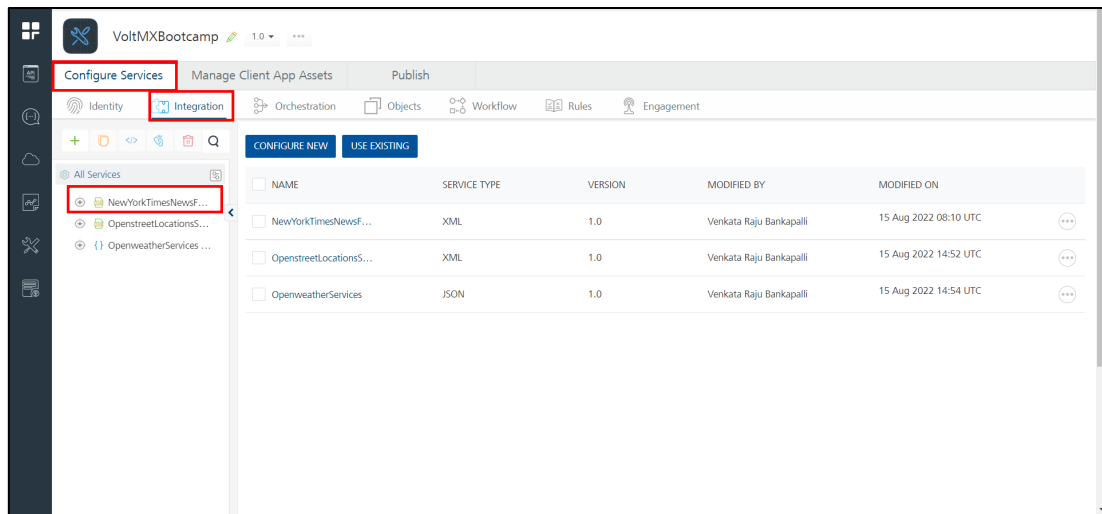 VoltMXBootcamp 1.0
Configure Services Manage Client App Assets Publish
Identity Integration Orchestration Objects Workflow Rules Engagement
CONFIGURE NEW USE EXISTING
All Services
NewYorkTimesNewsF...
OpenstreetLocationsS...
{} OpenweatherServices ...
NAME SERVICE TYPE VERSION MODIFIED BY MODIFIED ON
NewYorkTimesNewsF... XML 1.0 Venkata Raju Bankapalli 15 Aug 2022 08:10 UTC
OpenstreetLocationsS... XML 1.0 Venkata Raju Bankapalli 15 Aug 2022 14:52 UTC
OpenweatherServices JSON 1.0 Venkata Raju Bankapalli 15 Aug 2022 14:54 UTC